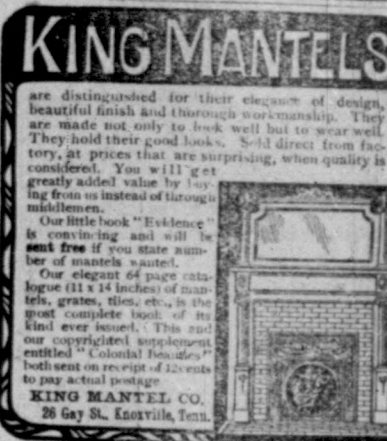 KING MANTELS
are distinguished for their elegance of design,
beautiful finish and thorough workmanship. They
are made not only to look well but to wear well.
They hold their good looks. Sold direct from fac-
tory, at prices that are surprising, when quality is
considered. You will get
greatly added value by buy-
ing from us instead of through
middlemen.
Our little book "Evidence"
is convincing and will be
sent free if you state num-
ber of mantels wanted.
Our elegant 64 page cata-
logue (11 x 14 inches) of man-
tels, grates, tiles, etc., is the
most complete book of its
kind ever issued. This and
our copyrighted supplement
entitled "Colonial Beauties"
both sent on receipt of 12 cents
to pay actual postage
KING MANTEL CO.
26 Gay St., Knoxville, Tenn.